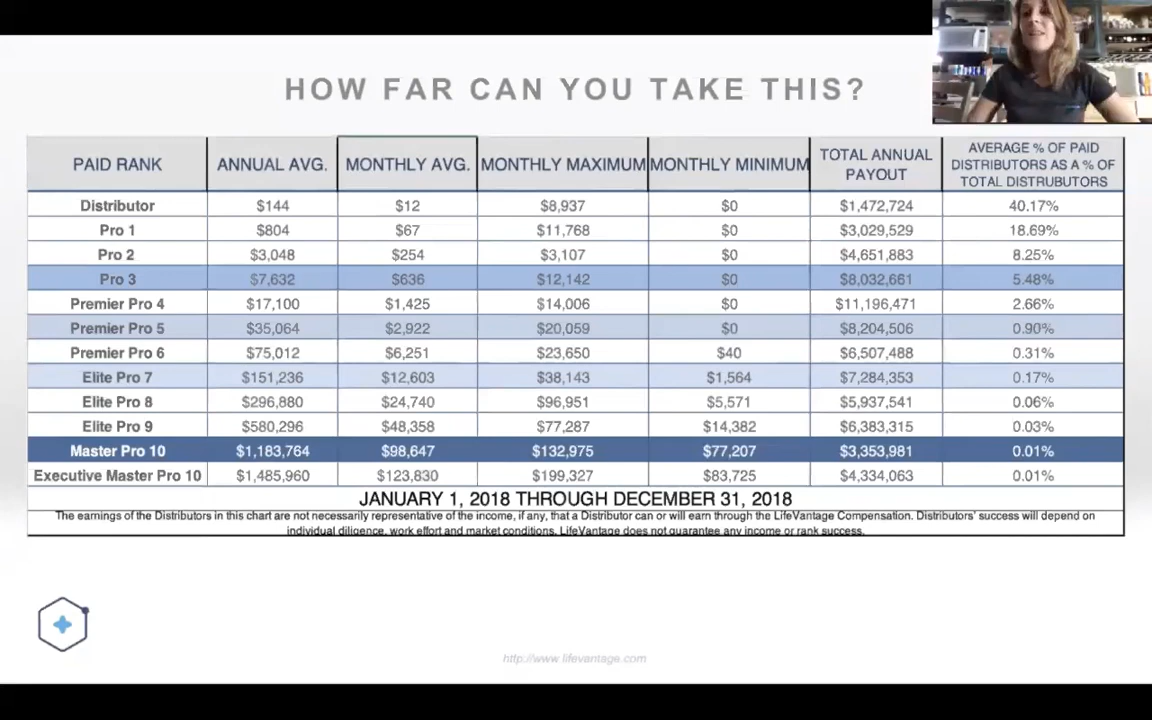 HOW FAR CAN YOU TAKE THIS?
PAID RANK ANNUAL AVG. MONTHLY AVG. MONTHLY MAXIMUM MONTHLY MINIMUM TOTAL ANNUAL PAYOUT AVERAGE % OF PAID DISTRIBUTORS AS A % OF TOTAL DISTRUBUTORS
Distributor $144 $12 $8,937 $0 $1,472,724 40.17%
Pro 1 $804 $67 $11,768 $0 $3,029,529 18.69%
Pro 2 $3,048 $254 $3,107 $0 $4,651,883 8.25%
Pro 3 $7,632 $636 $12,142 $0 $8,032,661 5.48%
Premier Pro 4 $17,100 $1,425 $14,006 $0 $11,196,471 2.66%
Premier Pro 5 $35,064 $2,922 $20,059 $0 $8,204,506 0.90%
Premier Pro 6 $75,012 $6,251 $23,650 $40 $6,507,488 0.31%
Elite Pro 7 $151,236 $12,603 $38,143 $1,564 $7,284,353 0.17%
Elite Pro 8 $296,880 $24,740 $96,951 $5,571 $5,937,541 0.06%
Elite Pro 9 $580,296 $48,358 $77,287 $14,382 $6,383,315 0.03%
Master Pro 10 $1,183,764 $98,647 $132,975 $77,207 $3,353,981 0.01%
Executive Master Pro 10 $1,485,960 $123,830 $199,327 $83,725 $4,334,063 0.01%
JANUARY 1, 2018 THROUGH DECEMBER 31, 2018
The earnings of the Distributors in this chart are not necessarily representative of the income, if any, that a Distributor can or will earn through the LifeVantage Compensation. Distributors' success will depend on
individual diligence, work effort and market conditions. LifeVantage does not guarantee any income or rank success.
http://www.lifevantage.com